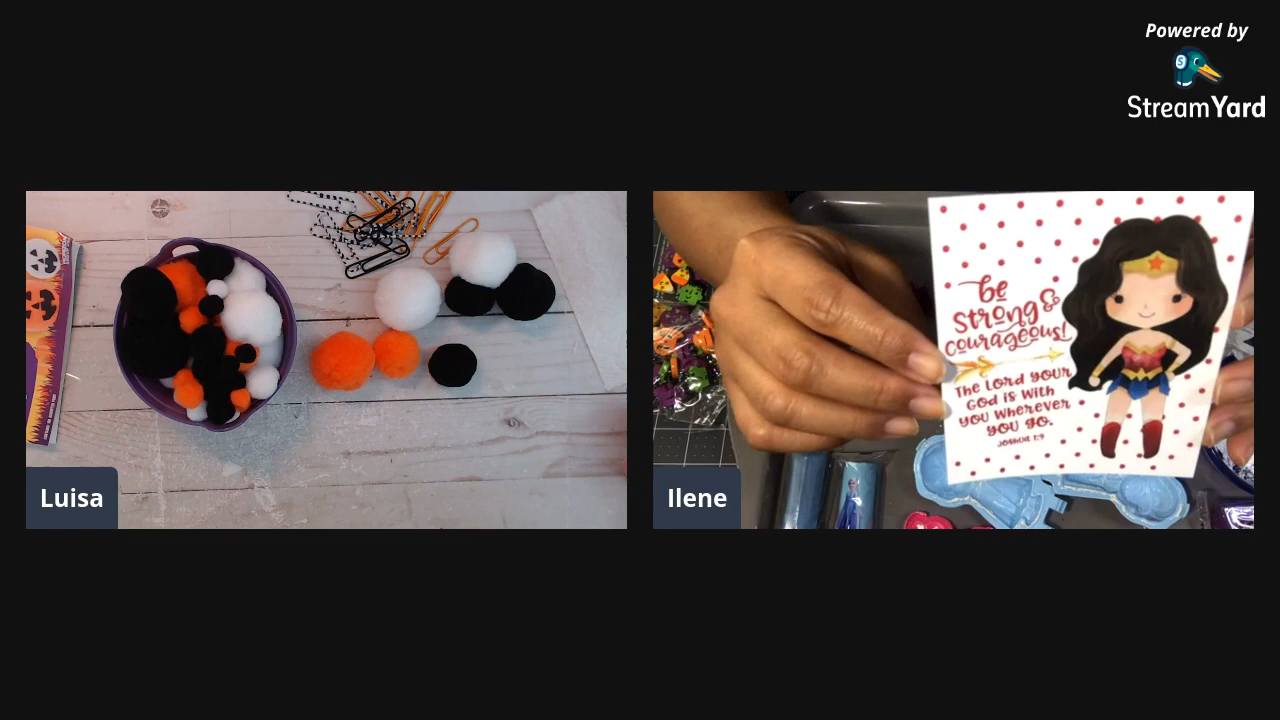 Powered by
StreamYard
be
strong &
courageous!
The Lord your
God is with
you wherever
you go.
Joshua 1:9
Luisa
Ilene